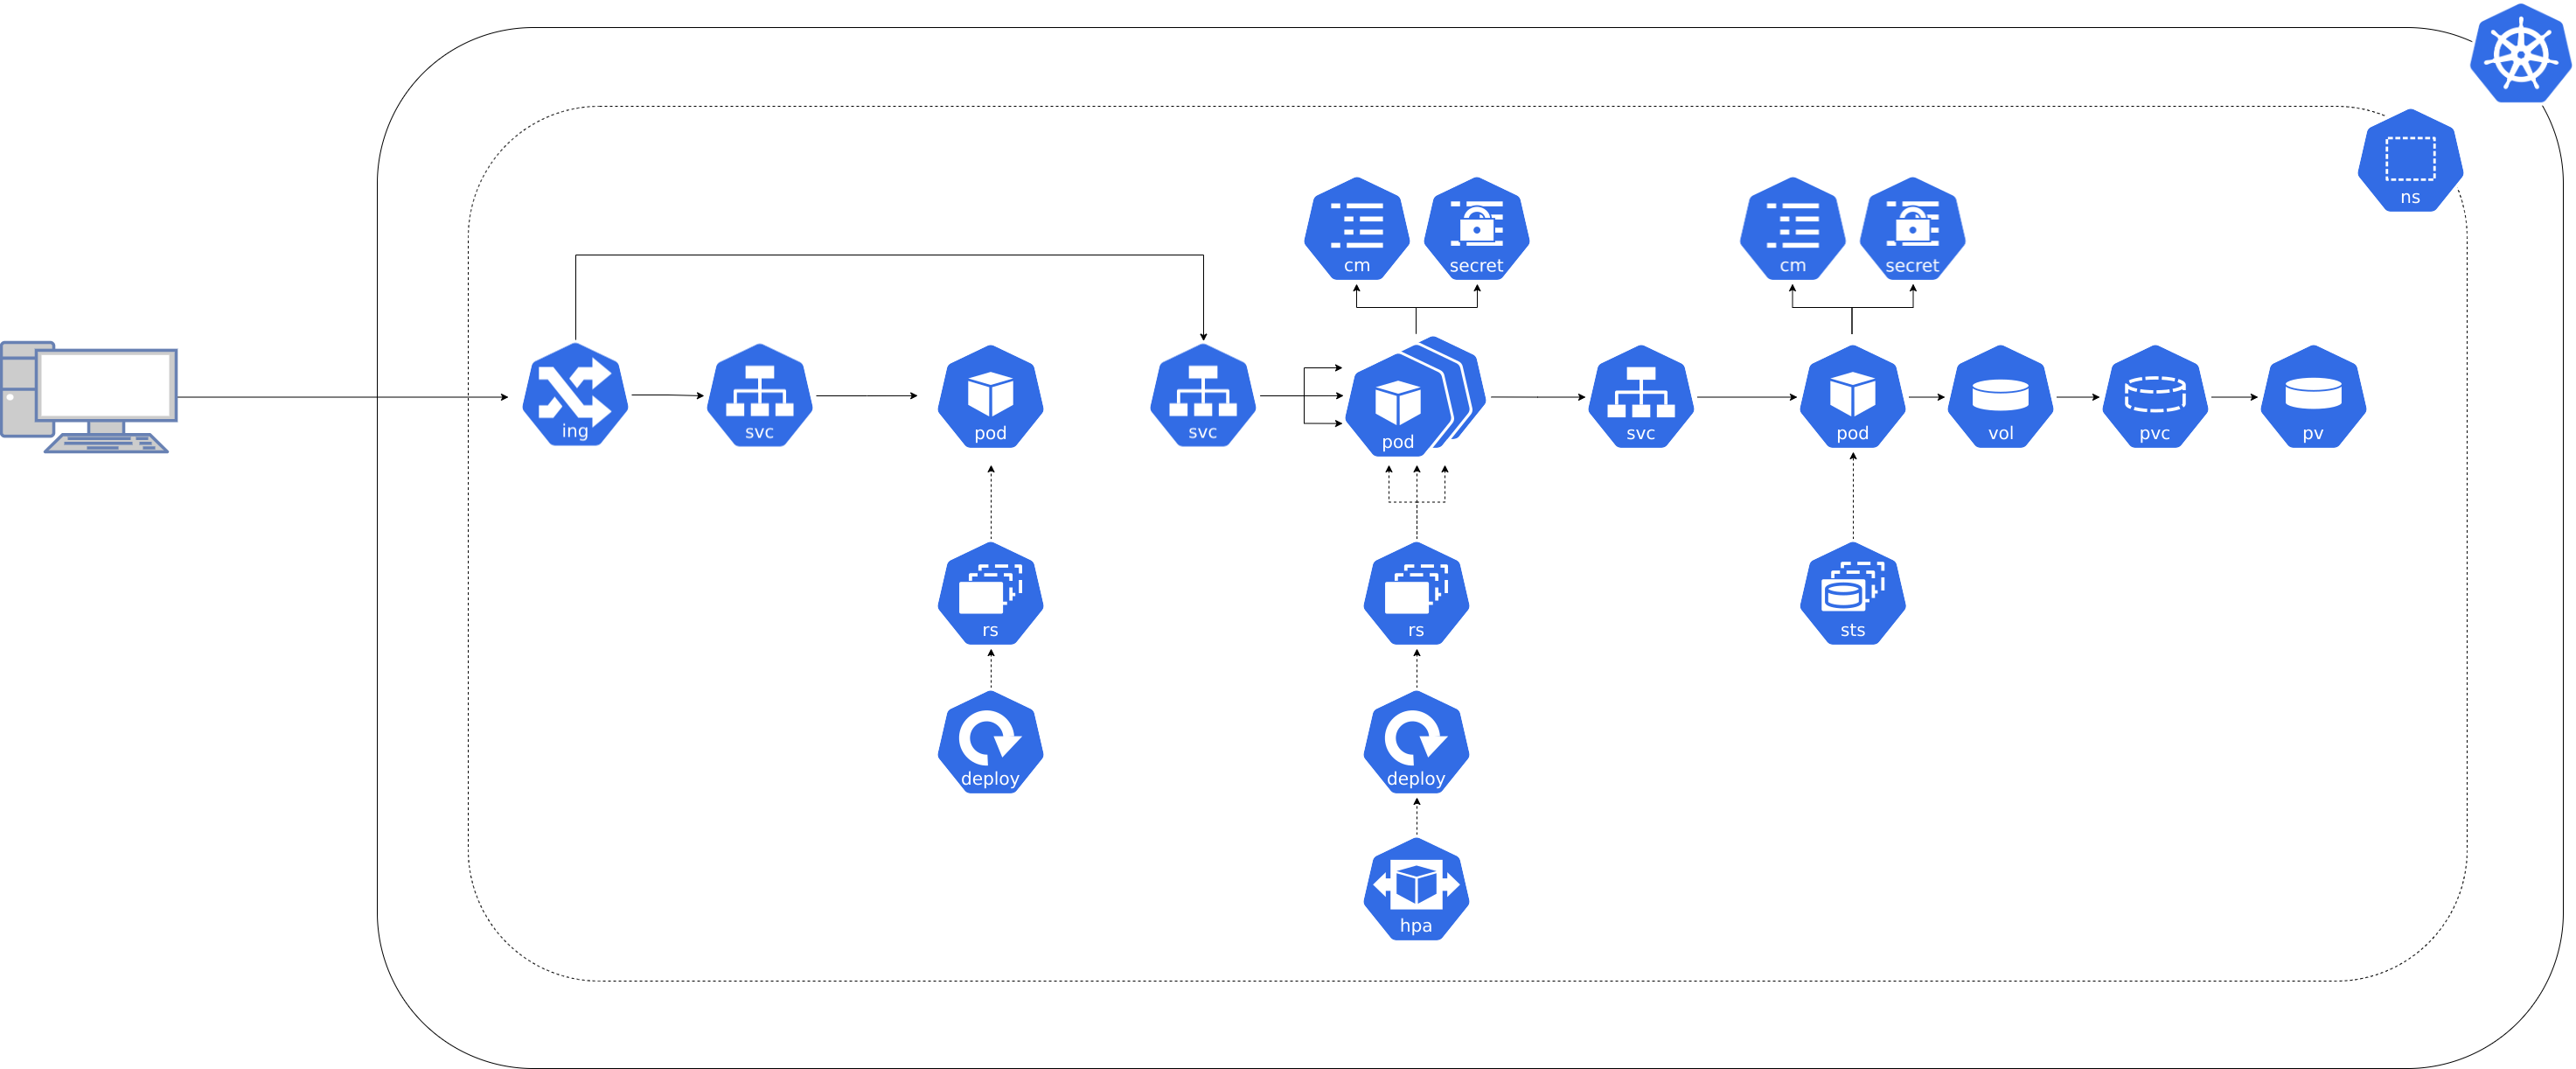 ns
cm
secret
cm
secret
ing
svc
pod
svc
pod
svc
pod
vol
pvc
pv
rs
rs
sts
deploy
deploy
hpa